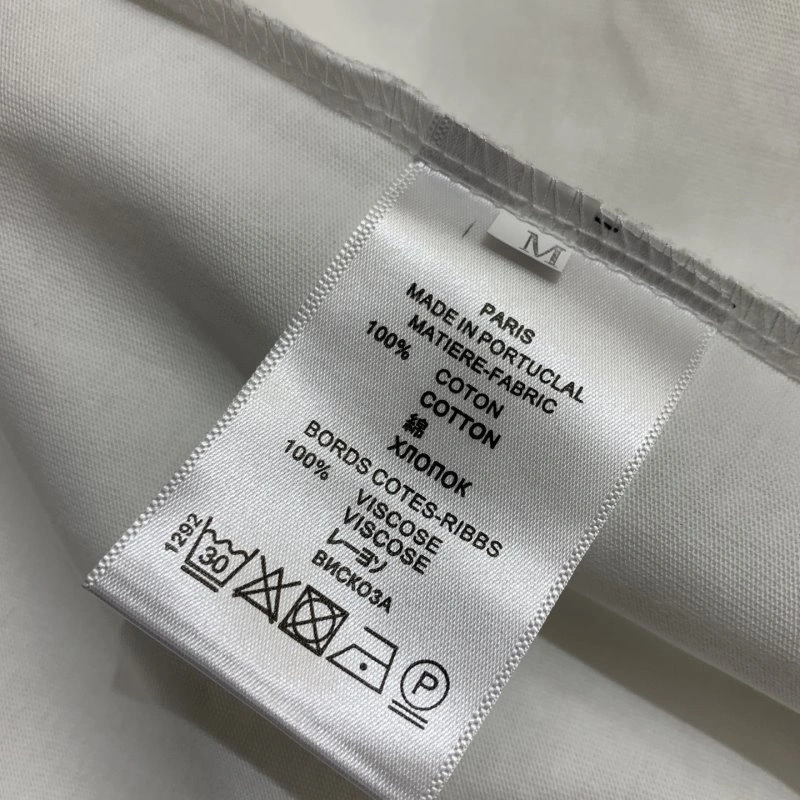 M
PARIS
MADE IN PORTUCLAL
MATIERE-FABRIC
100%
COTON
COTTON
綿
ХЛОПОК
BORDS COTES-RIBBS
100%
VISCOSE
VISCOSE
レーヨン
ВИСКОЗА
1292
30
P